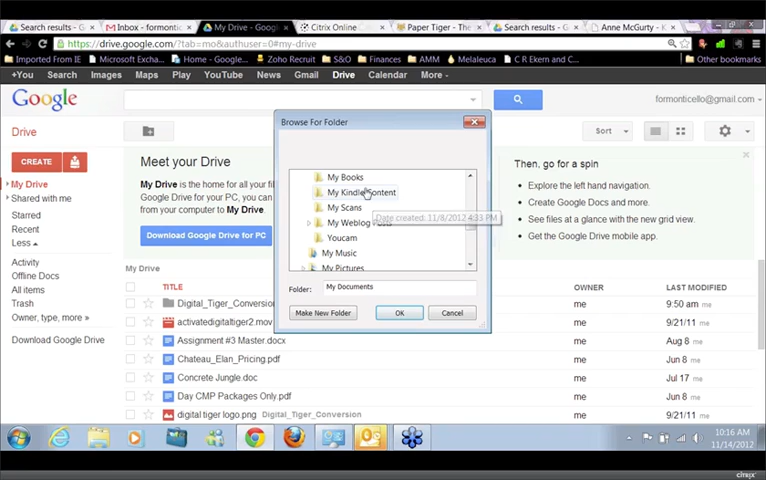 Search results - g
Inbox - formontic
My Drive - Googl
Citrix Online
Paper Tiger - The
Search results - g
Anne McGurty - K
https://drive.google.com/?tab=mo&authuser=0#my-drive
Imported From IE
Microsoft Exchan...
Home - Google...
Zoho Recruit
S&O
Finances
AMM
Melaleuca
C R Ekern and C...
Other bookmarks
+You Search Images Maps Play YouTube News Gmail Drive Calendar More
Google
formonticello@gmail.com
Drive
Sort
CREATE
My Drive
Shared with me
Starred
Recent
Less
Activity
Offline Docs
All items
Trash
Owner, type, more »
Download Google Drive
Meet your Drive
My Drive is the home for all your fil
Google Drive for your PC, you can
from your computer to My Drive.
Download Google Drive for PC
Browse For Folder
My Books
My Kindle Content
My Scans
Date created: 11/8/2012 4:33 PM
My Weblog Posts
Youcam
My Music
My Pictures
Folder: My Documents
Make New Folder
OK
Cancel
Then, go for a spin
Explore the left hand navigation.
Create Google Docs and more.
See files at a glance with the new grid view.
Get the Google Drive mobile app.
My Drive
TITLE OWNER LAST MODIFIED
Digital_Tiger_Conversion me 9:50 am me
activatedigitaltiger2.mov me 9/21/11 me
Assignment #3 Master.docx me Aug 8 me
Chateau_Elan_Pricing.pdf me Jun 8 me
Concrete Jungle.doc me Jul 17 me
Day CMP Packages Only.pdf me Jun 8 me
digital tiger logo.png Digital_Tiger_Conversion me 9/21/11 me
10:16 AM
11/14/2012
citrix